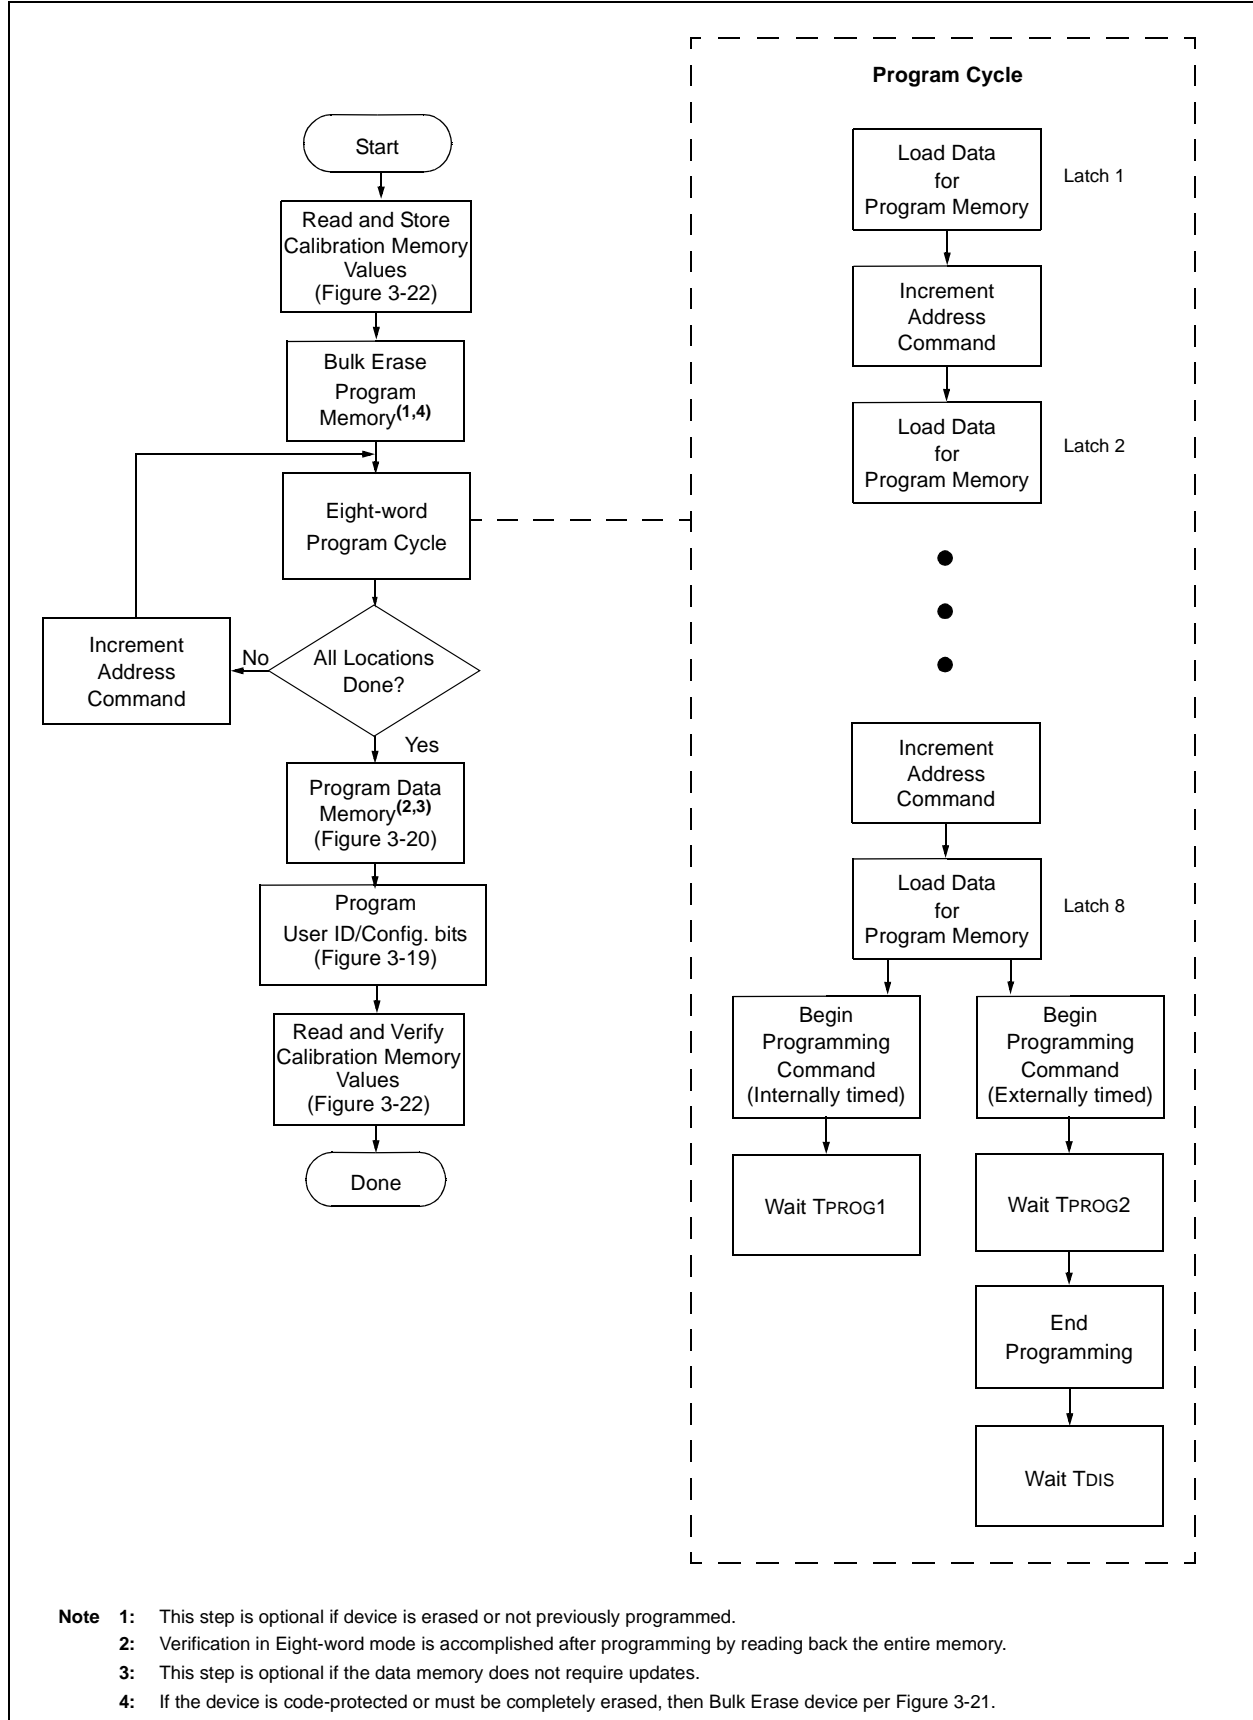 Start
Read and Store
Calibration Memory
Values
(Figure 3-22)
Bulk Erase
Program
Memory(1,4)
Eight-word
Program Cycle
All Locations
Done?
No
Increment
Address
Command
Yes
Program Data
Memory(2,3)
(Figure 3-20)
Program
User ID/Config. bits
(Figure 3-19)
Read and Verify
Calibration Memory
Values
(Figure 3-22)
Done
Program Cycle
Load Data
for
Program Memory
Latch 1
Increment
Address
Command
Load Data
for
Program Memory
Latch 2
Increment
Address
Command
Load Data
for
Program Memory
Latch 8
Begin
Programming
Command
(Internally timed)
Wait TPROG1
Begin
Programming
Command
(Externally timed)
Wait TPROG2
End
Programming
Wait TDIS
Note 1: This step is optional if device is erased or not previously programmed.
2: Verification in Eight-word mode is accomplished after programming by reading back the entire memory.
3: This step is optional if the data memory does not require updates.
4: If the device is code-protected or must be completely erased, then Bulk Erase device per Figure 3-21.